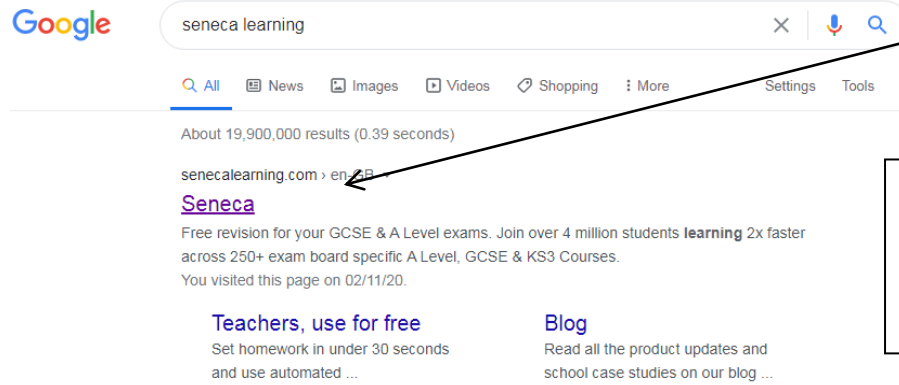 Google
seneca learning
All News Images Videos Shopping More Settings Tools
About 19,900,000 results (0.39 seconds)
senecalearning.com › en-GB
Seneca
Free revision for your GCSE & A Level exams. Join over 4 million students learning 2x faster
across 250+ exam board specific A Level, GCSE & KS3 Courses.
You visited this page on 02/11/20.
Teachers, use for free
Set homework in under 30 seconds
and use automated ...
Blog
Read all the product updates and
school case studies on our blog ...